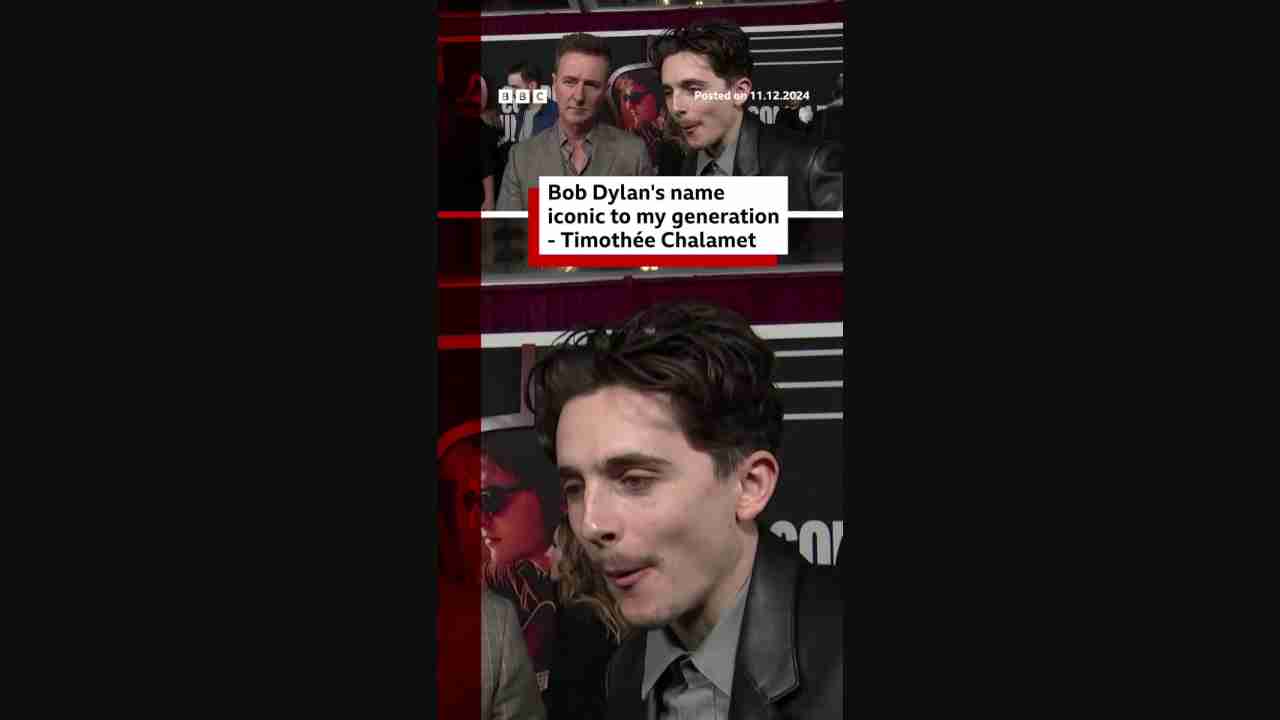 BBC
Posted on 11.12.2024
Bob Dylan's name
iconic to my generation
- Timothée Chalamet